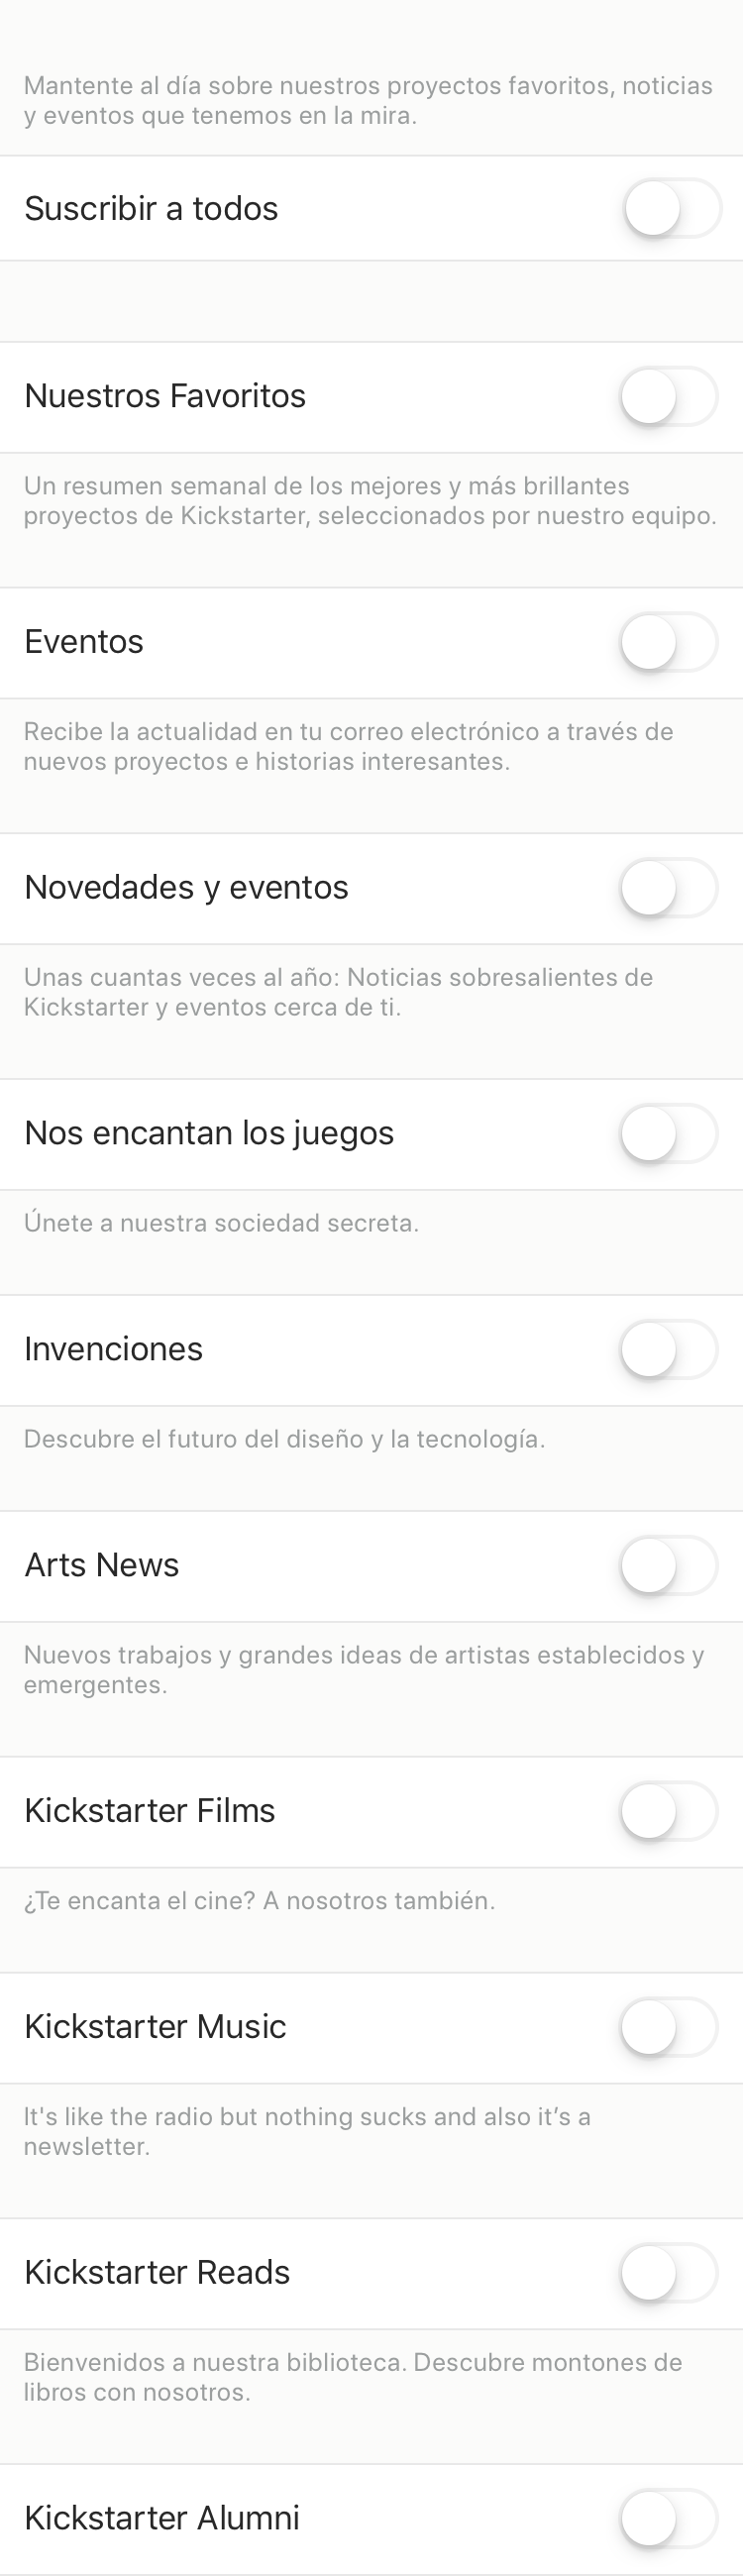 Mantente al día sobre nuestros proyectos favoritos, noticias
y eventos que tenemos en la mira.
Suscribir a todos
Nuestros Favoritos
Un resumen semanal de los mejores y más brillantes
proyectos de Kickstarter, seleccionados por nuestro equipo.
Eventos
Recibe la actualidad en tu correo electrónico a través de
nuevos proyectos e historias interesantes.
Novedades y eventos
Unas cuantas veces al año: Noticias sobresalientes de
Kickstarter y eventos cerca de ti.
Nos encantan los juegos
Únete a nuestra sociedad secreta.
Invenciones
Descubre el futuro del diseño y la tecnología.
Arts News
Nuevos trabajos y grandes ideas de artistas establecidos y
emergentes.
Kickstarter Films
¿Te encanta el cine? A nosotros también.
Kickstarter Music
It's like the radio but nothing sucks and also it’s a
newsletter.
Kickstarter Reads
Bienvenidos a nuestra biblioteca. Descubre montones de
libros con nosotros.
Kickstarter Alumni